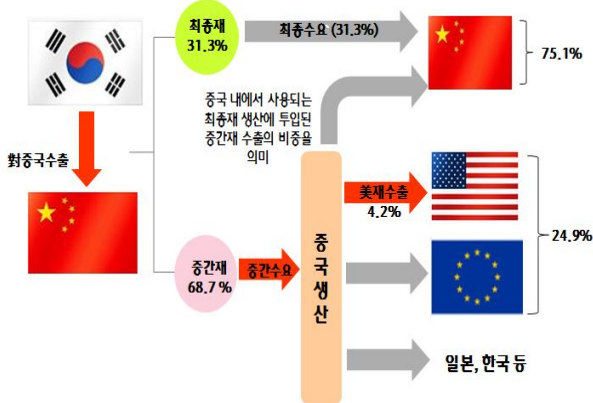 최종재
31.3%
최종수요 (31.3%)
75.1%
중국 내에서 사용되는
최종재 생산에 투입된
중간재 수출의 비중을
의미
對중국수출
美재수출
4.2%
24.9%
중간재
68.7 %
중간수요
중국생산
일본, 한국 등